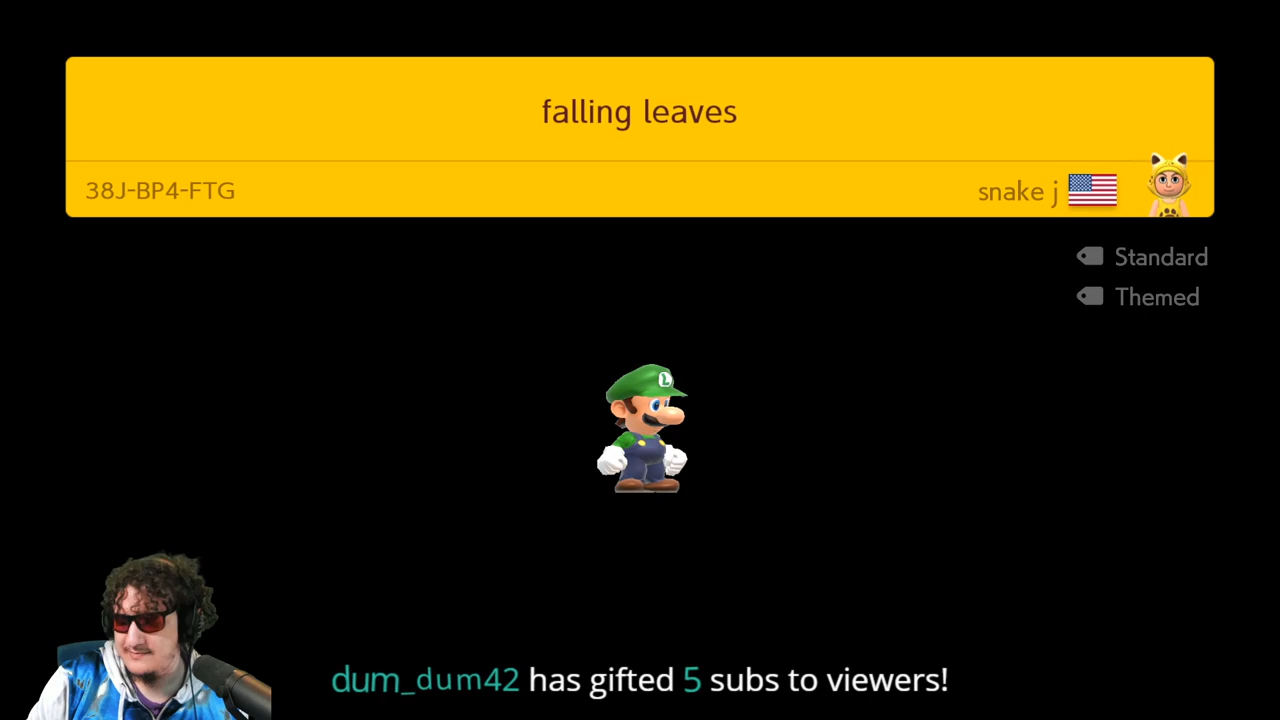 falling leaves
38J-BP4-FTG
snake j
Standard
Themed
L
dum_dum42 has gifted 5 subs to viewers!